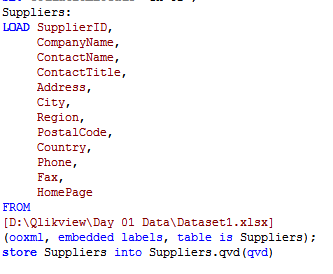 Suppliers:
LOAD SupplierID,
CompanyName,
ContactName,
ContactTitle,
Address,
City,
Region,
PostalCode,
Country,
Phone,
Fax,
HomePage
FROM
[D:\Qlikview\Day 01 Data\Dataset1.xlsx]
(ooxml, embedded labels, table is Suppliers);
store Suppliers into Suppliers.qvd(qvd)